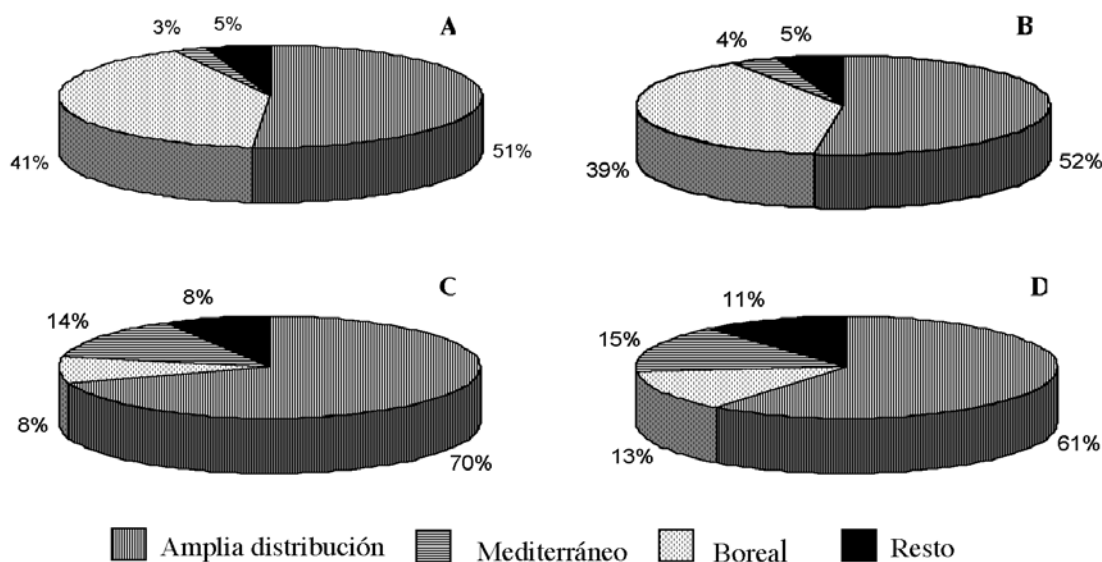 3% 5% A
41% 51%
4% 5% B
39% 52%
14% 8% C
8% 70%
15% 11% D
13% 61%
Amplia distribución Mediterráneo Boreal Resto